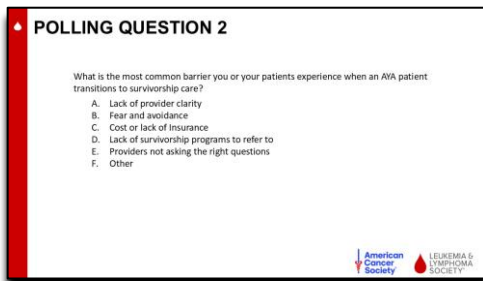 POLLING QUESTION 2
What is the most common barrier you or your patients experience when an AYA patient
transitions to survivorship care?
A. Lack of provider clarity
B. Fear and avoidance
C. Cost or lack of Insurance
D. Lack of survivorship programs to refer to
E. Providers not asking the right questions
F. Other
American
Cancer
Society
LEUKEMIA &
LYMPHOMA
SOCIETY